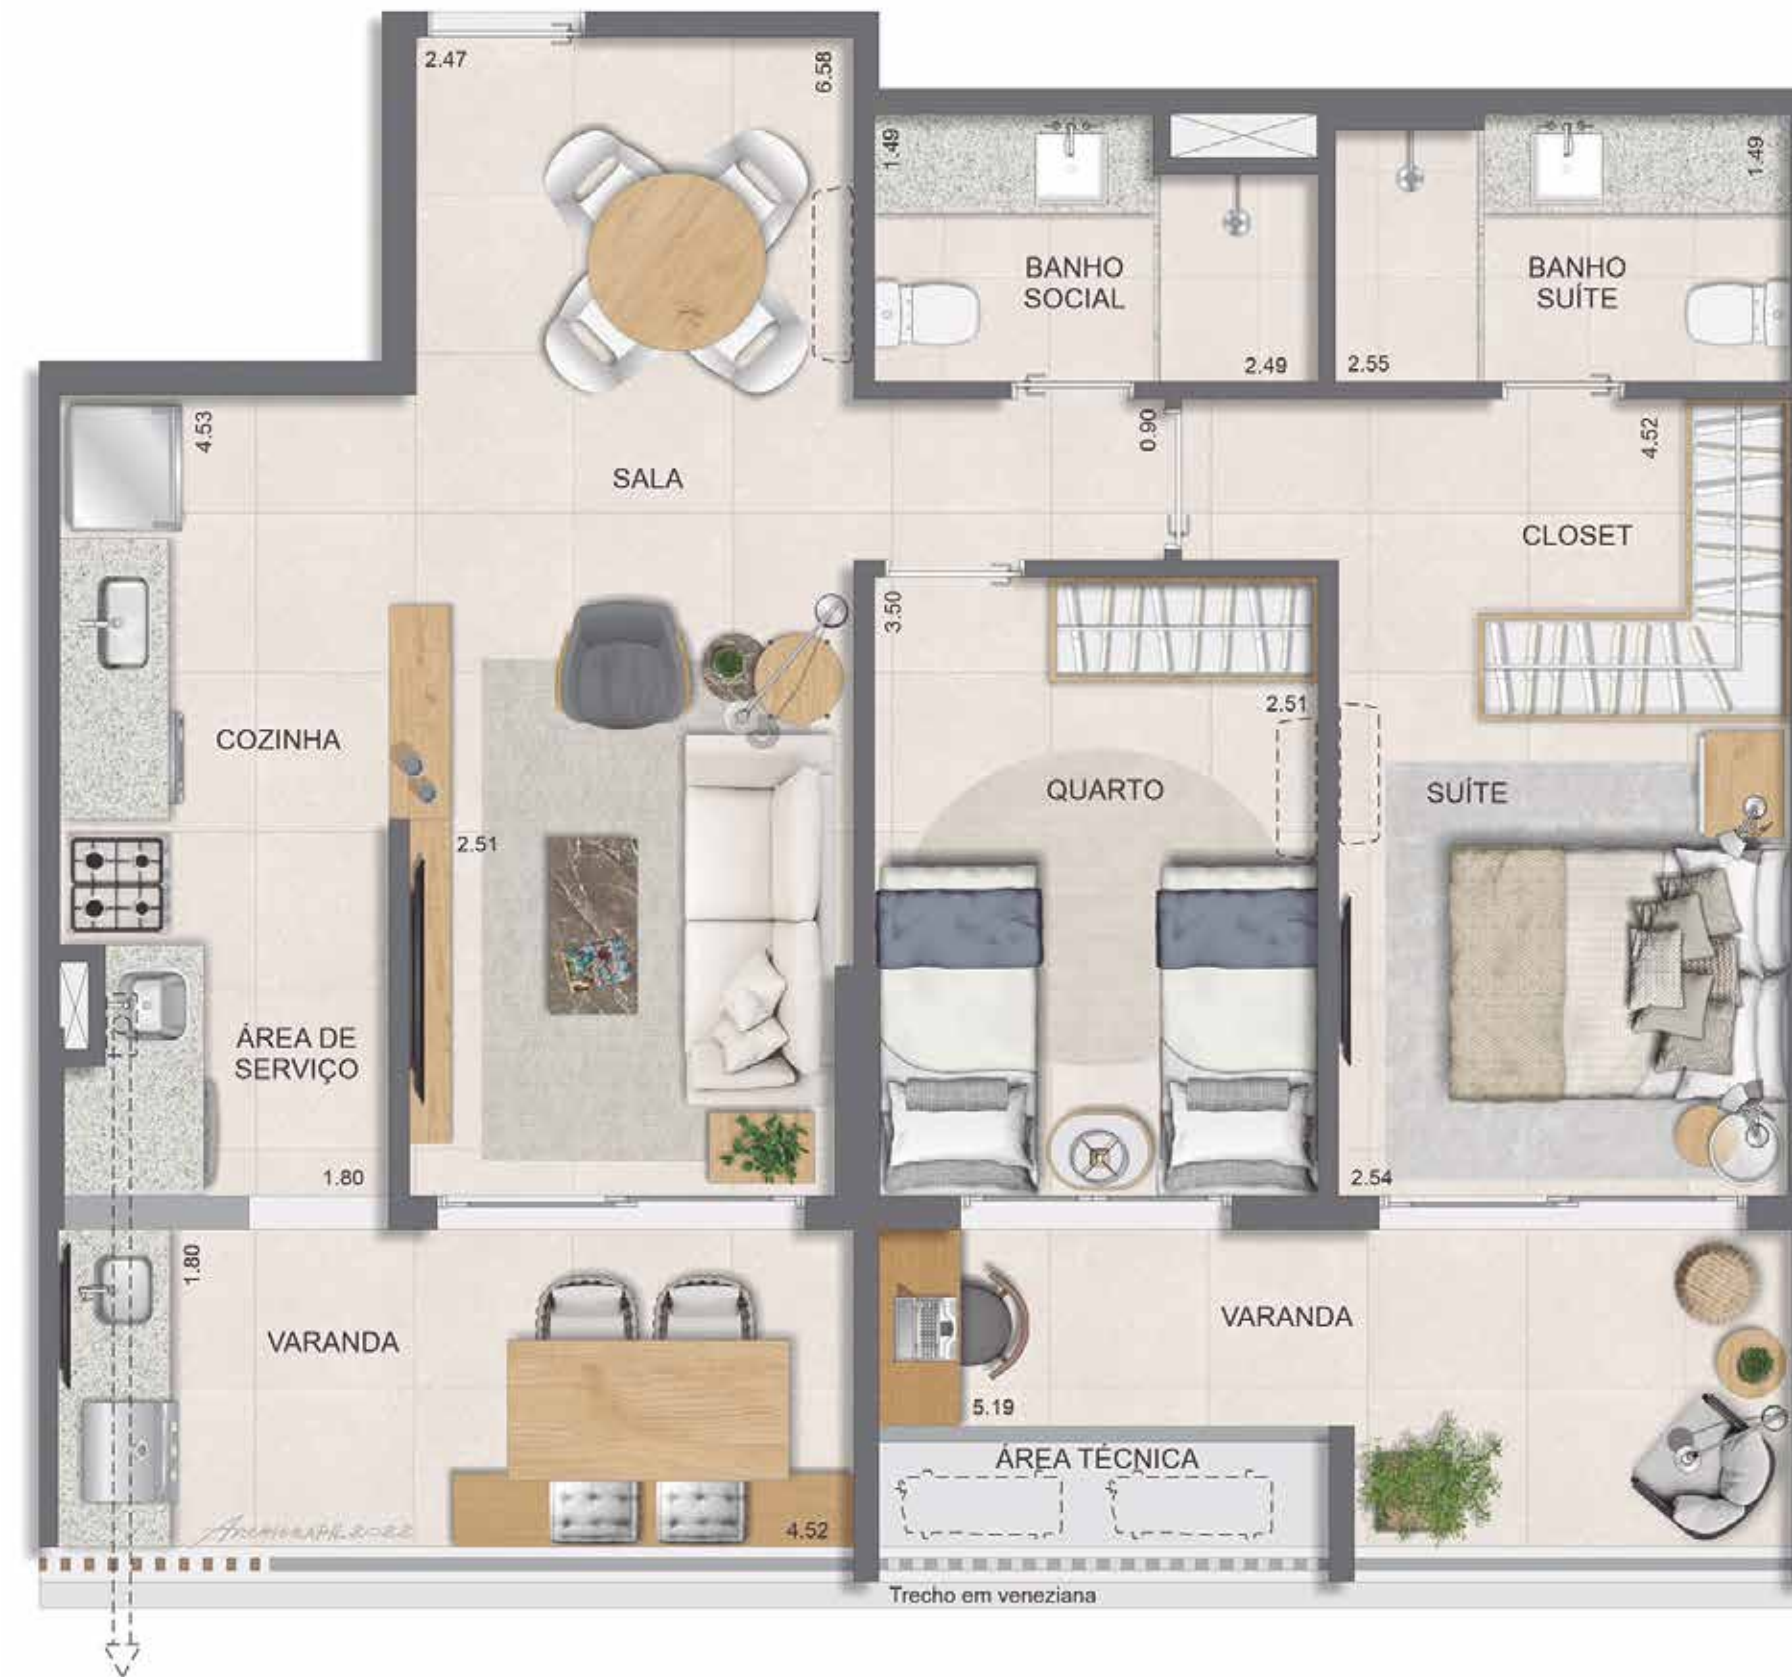 2.47
6.58
1.49
1.49
BANHO
SOCIAL
BANHO
SUÍTE
2.49
2.55
4.53
0.90
4.52
SALA
CLOSET
3.50
2.51
COZINHA
QUARTO
SUÍTE
2.51
ÁREA DE
SERVIÇO
1.80
2.54
1.80
VARANDA
VARANDA
5.19
ÁREA TÉCNICA
4.52
Trecho em veneziana